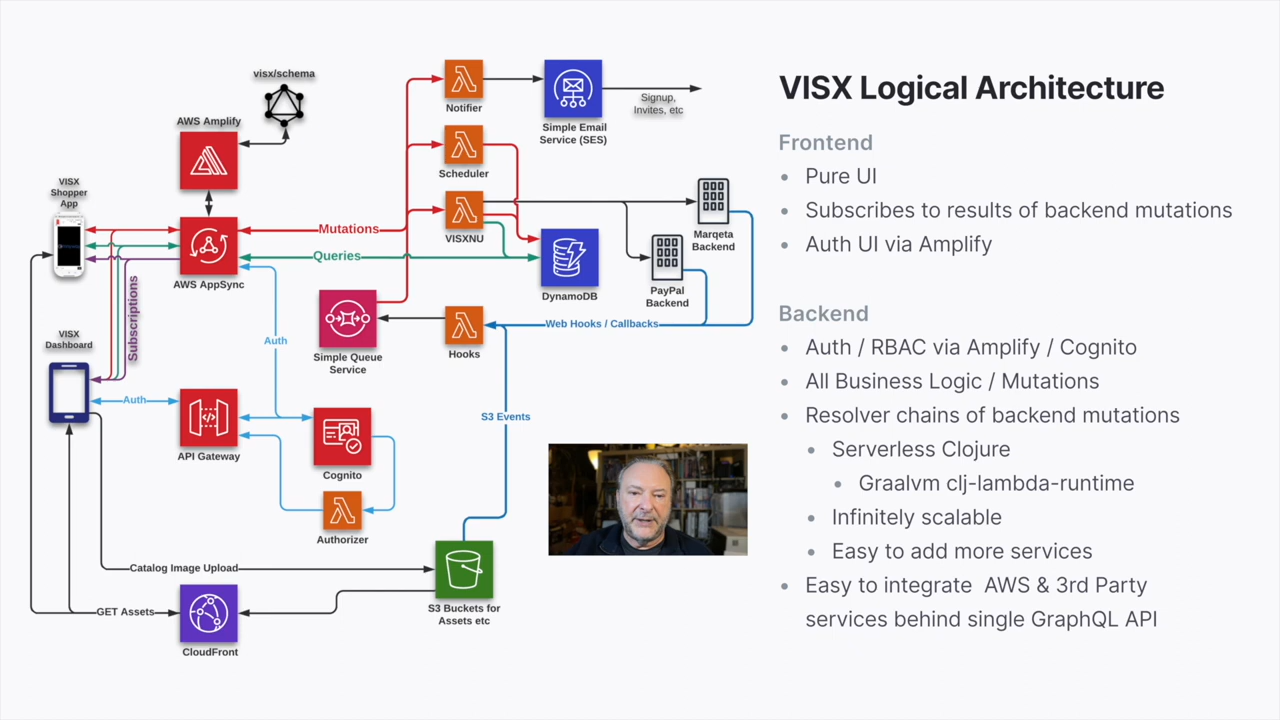 visx/schema
AWS Amplify
VISX
Shopper
App
AWS AppSync
Mutations
Queries
Subscriptions
Notifier
Simple Email
Service (SES)
Signup,
Invites, etc
Scheduler
VISXNU
DynamoDB
Marqeta
Backend
PayPal
Backend
Web Hooks / Callbacks
Simple Queue
Service
Hooks
VISX
Dashboard
Auth
Auth
API Gateway
Cognito
Authorizer
S3 Events
Catalog Image Upload
GET Assets
CloudFront
S3 Buckets for
Assets etc
VISX Logical Architecture
Frontend
• Pure UI
• Subscribes to results of backend mutations
• Auth UI via Amplify
Backend
• Auth / RBAC via Amplify / Cognito
• All Business Logic / Mutations
• Resolver chains of backend mutations
• Serverless Clojure
• Graalvm clj-lambda-runtime
• Infinitely scalable
• Easy to add more services
• Easy to integrate AWS & 3rd Party
services behind single GraphQL API